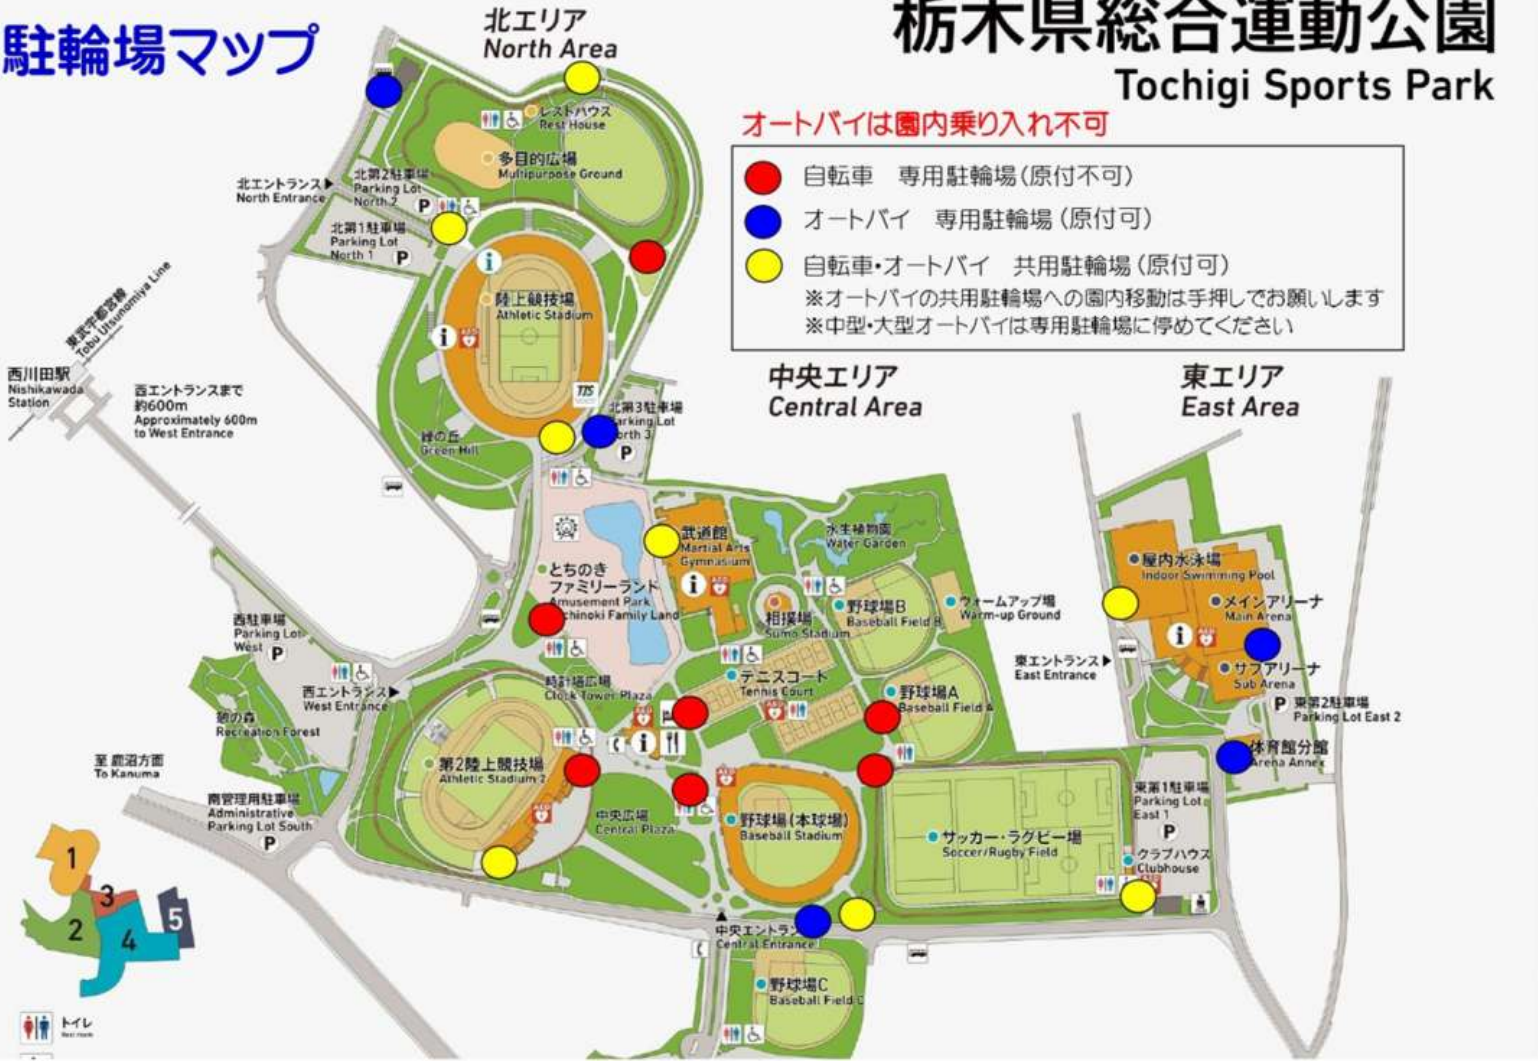 駐輪場マップ
栃木県総合運動公園
Tochigi Sports Park
北エリア
North Area
オートバイは園内乗り入れ不可
自転車　専用駐輪場（原付不可）
オートバイ　専用駐輪場（原付可）
自転車・オートバイ　共用駐輪場（原付可）
※オートバイの共用駐輪場への園内移動は手押しでお願いします
※中型・大型オートバイは専用駐輪場に停めてください
レストハウス
Rest House
多目的広場
Multipurpose Ground
北エントランス▶
North Entrance
北第2駐車場
Parking Lot
North 2
P
北第1駐車場
Parking Lot
North 1
P
陸上競技場
Athletic Stadium
東武宇都宮線
Tobu Utsunomiya Line
西川田駅
Nishikawada
Station
西エントランスまで
約600m
Approximately 600m
to West Entrance
緑の丘
Green Hill
TIS
北第3駐車場
arking Lot
orth 3
P
中央エリア
Central Area
東エリア
East Area
武道館
Martial Arts
Gymnasium
水生植物園
Water Garden
とちのき
ファミリーランド
Amusement Park
chinoki Family Land
相撲場
Sumo Stadium
野球場B
Baseball Field B
ウォームアップ場
Warm-up Ground
屋内水泳場
Indoor Swimming Pool
メインアリーナ
Main Arena
サブアリーナ
Sub Arena
東エントランス▶
East Entrance
P
東第2駐車場
Parking Lot East 2
体育館分館
Arena Annex
西駐車場
Parking Lot
West
P
西エントランス▶
West Entrance
憩の森
Recreation Forest
時計塔広場
Clock Tower Plaza
テニスコート
Tennis Court
野球場A
Baseball Field A
至 鹿沼方面
To Kanuma
南管理用駐車場
Administrative
Parking Lot South
P
第2陸上競技場
Athletic Stadium 2
中央広場
Central Plaza
野球場（本球場）
Baseball Stadium
サッカー・ラグビー場
Soccer/Rugby Field
東第1駐車場
Parking Lot
East 1
P
クラブハウス
Clubhouse
中央エントラン
Central Entrance
野球場C
Baseball Field C
1
2
3
4
5
トイレ